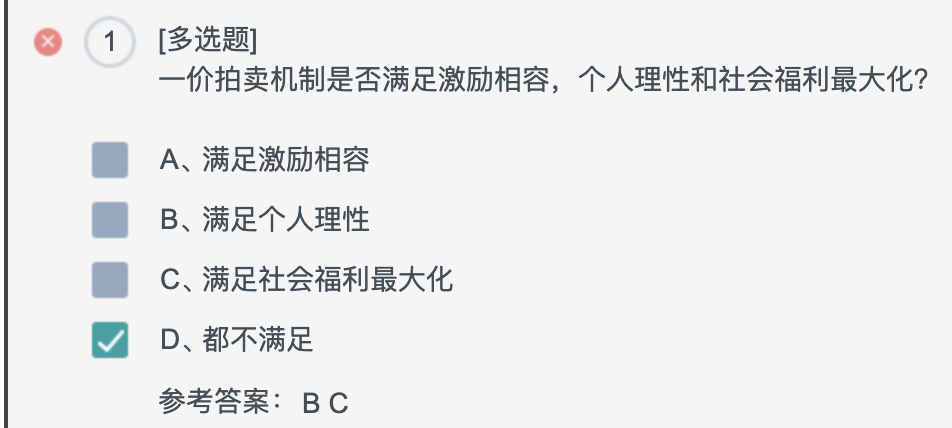 1 [多选题]
一价拍卖机制是否满足激励相容，个人理性和社会福利最大化?
A、满足激励相容
B、满足个人理性
C、满足社会福利最大化
D、都不满足
参考答案： B C